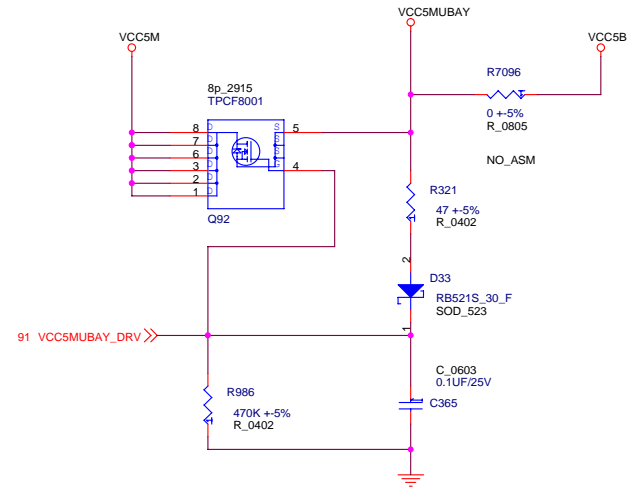 VCC5MUBAY
VCC5M
VCC5B
R7096
0 +-5%
R_0805
NO_ASM
8p_2915
TPCF8001
8 D S 5
7 D S
6 D S
3 D G 4
2 D
1 D
Q92
R321
47 +-5%
R_0402
2
D33
RB521S_30_F
SOD_523
1
91 VCC5MUBAY_DRV
R986
470K +-5%
R_0402
C_0603
0.1UF/25V
C365